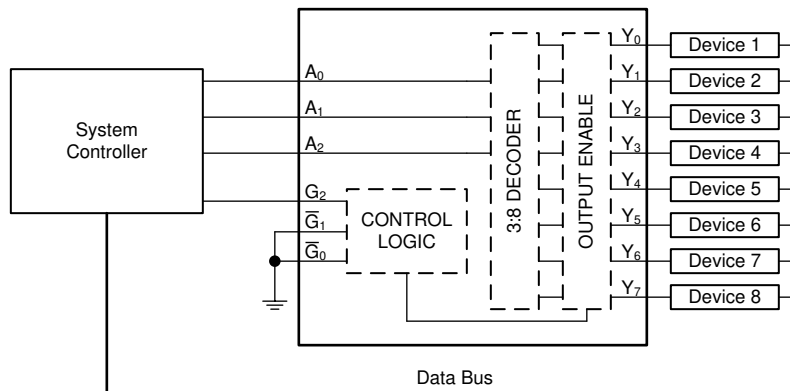 System
Controller
A0
A1
A2
G2
G̅1
G̅0
CONTROL
LOGIC
3:8 DECODER
OUTPUT ENABLE
Y0
Y1
Y2
Y3
Y4
Y5
Y6
Y7
Device 1
Device 2
Device 3
Device 4
Device 5
Device 6
Device 7
Device 8
Data Bus